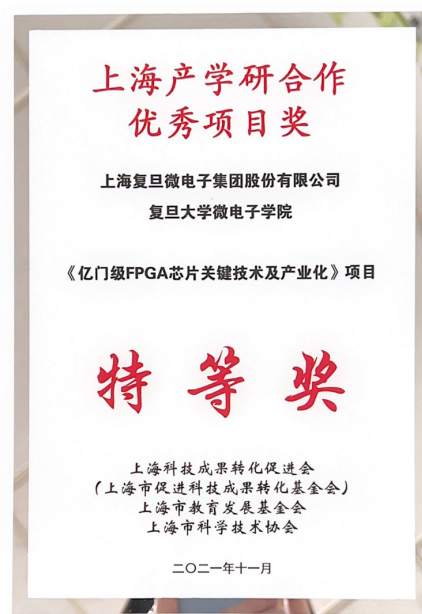 上海产学研合作
优秀项目奖
上海复旦微电子集团股份有限公司
复旦大学微电子学院
《亿门级FPGA芯片关键技术及产业化》项目
特等奖
上海科技成果转化促进会
(上海市促进科技成果转化基金会)
上海市教育发展基金会
上海市科学技术协会
二〇二一年十一月